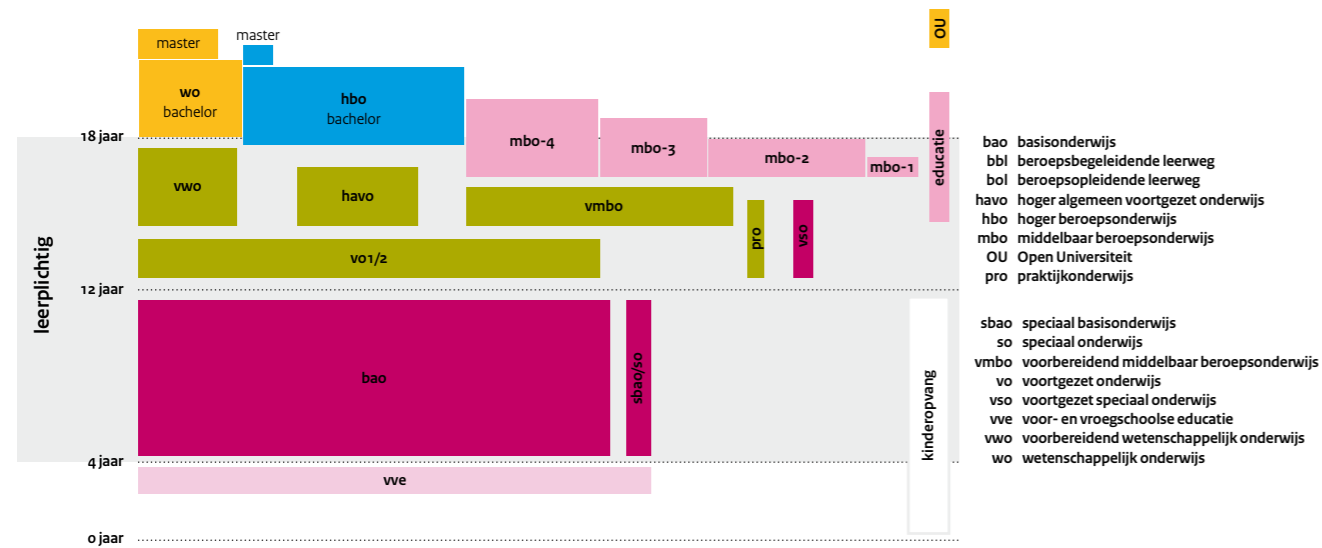 OU
master
master
wo
bachelor
hbo
bachelor
mbo-4
mbo-3
mbo-2
mbo-1
educatie
18 jaar
vwo
havo
vmbo
pro
vso
vo1/2
leerplichtig
12 jaar
bao
sbao/so
kinderopvang
4 jaar
vve
0 jaar
bao basisonderwijs
bbl beroepsbegeleidende leerweg
bol beroepsopleidende leerweg
havo hoger algemeen voortgezet onderwijs
hbo hoger beroepsonderwijs
mbo middelbaar beroepsonderwijs
OU Open Universiteit
pro praktijkonderwijs
sbao speciaal basisonderwijs
so speciaal onderwijs
vmbo voorbereidend middelbaar beroepsonderwijs
vo voortgezet onderwijs
vso voortgezet speciaal onderwijs
vve voor- en vroegschoolse educatie
vwo voorbereidend wetenschappelijk onderwijs
wo wetenschappelijk onderwijs